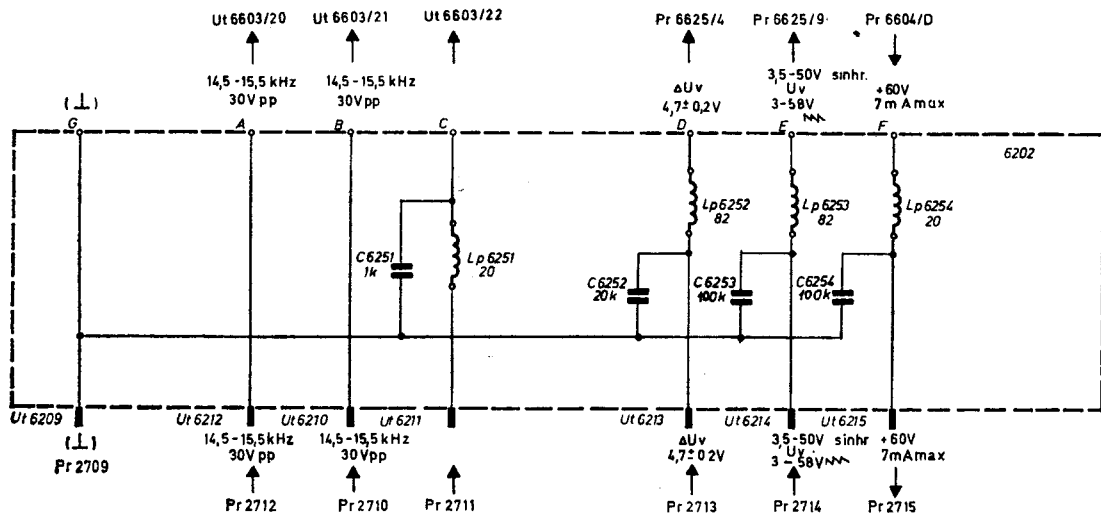 Ut 6603/20 Ut 6603/21 Ut 6603/22 Pr 6625/4 Pr 6625/9 Pr 6604/D
14,5-15,5 kHz 14,5-15,5 kHz ΔUv 3,5-50V sinhr. +60V
30V pp 30V pp 4,7±0,2V Uv 7mAmax
3-58V
(⊥)
G A B C D E F
6202
Lp6252 Lp6253 Lp6254
82 82 20
C6251 Lp6251
1k 20
C6252 C6253 C6254
20k 100k 100k
Ut 6209 Ut 6212 Ut 6210 Ut 6211 Ut 6213 Ut 6214 Ut 6215
(⊥) 14,5-15,5 kHz 14,5-15,5kHz ΔUv 3,5-50V sinhr +60V
30Vpp 30Vpp 4,7±0,2V Uv 7mAmax
3-58V
Pr 2709
Pr 2712 Pr 2710 Pr 2711 Pr 2713 Pr 2714 Pr 2715